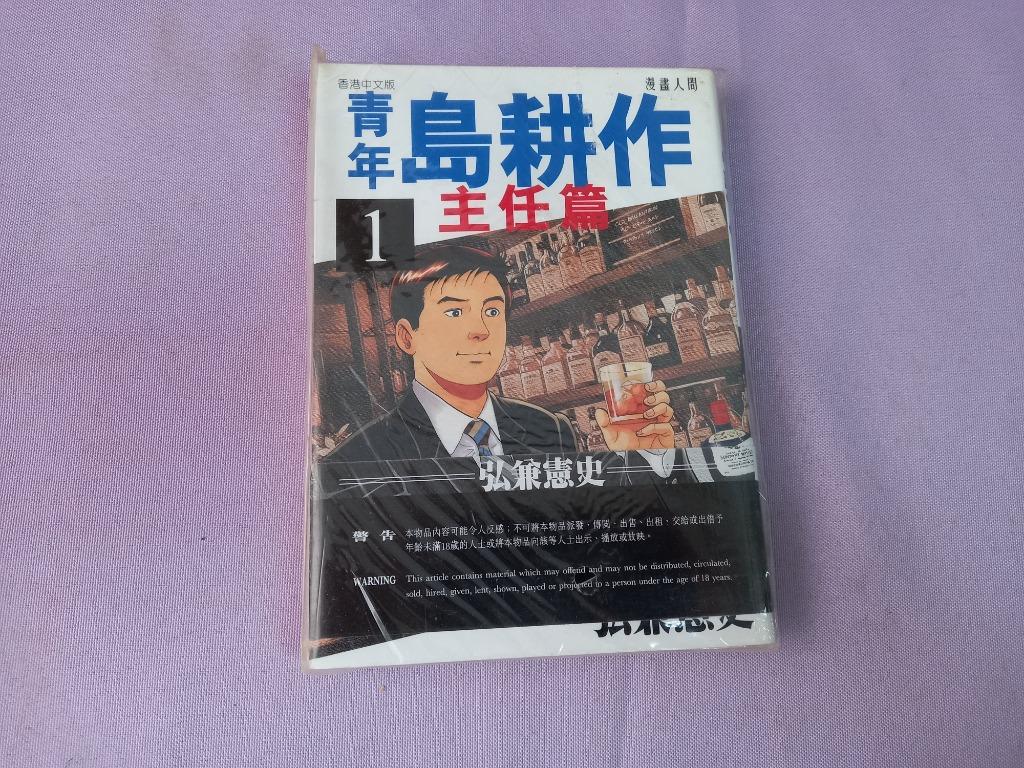 香港中文版
漫畫人間
青年
島耕作
主任篇
1
弘兼憲史
警告 本物品內容可能令人反感；不可將本物品派發、傳閱、出售、出租、交給或出借予
年齡未滿18歲的人士或將本物品向該等人士出示、播放或放映。
WARNING This article contains material which may offend and may not be distributed, circulated,
sold, hired, given, lent, shown, played or projected to a person under the age of 18 years.
弘兼憲史